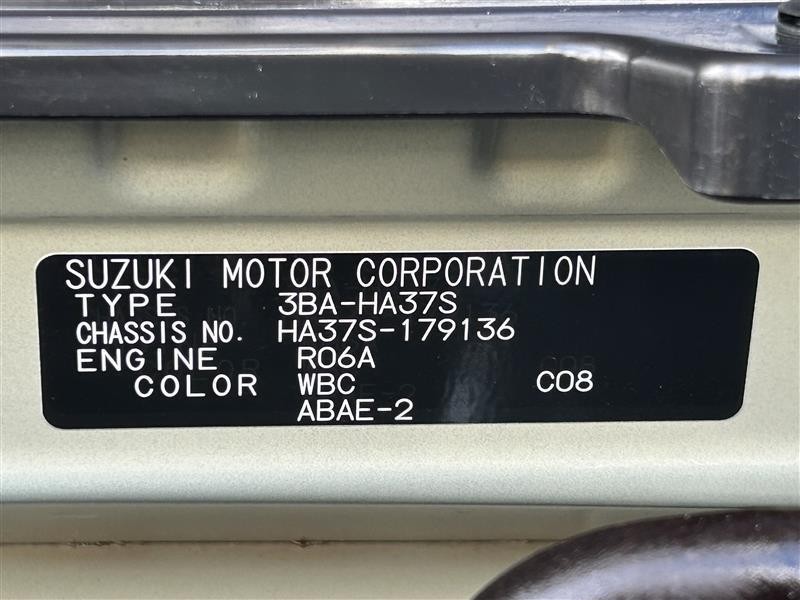 SUZUKI MOTOR CORPORATION
TYPE 3BA-HA37S
CHASSIS NO. HA37S-179136
ENGINE R06A
COLOR WBC C08
ABAE-2